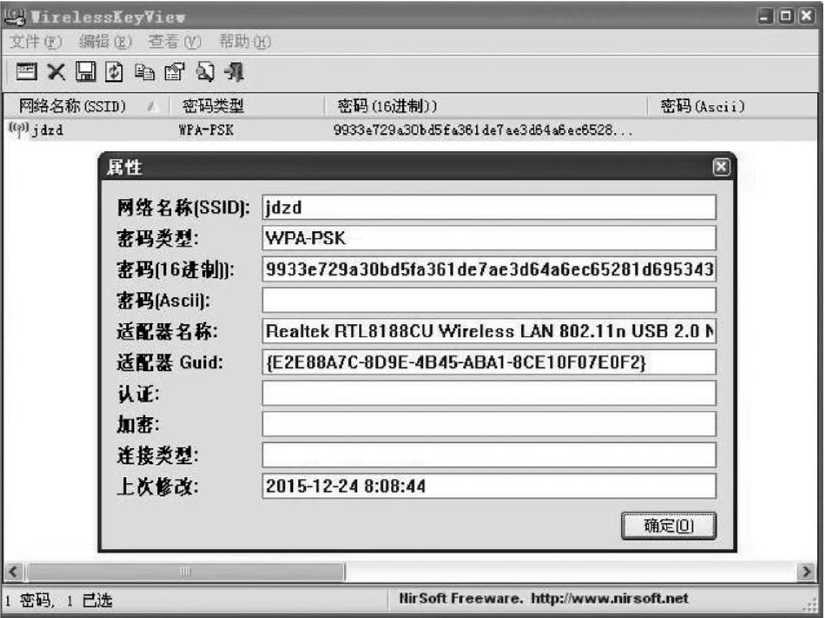 WirelessKeyView
文件(F) 编辑(E) 查看(V) 帮助(H)
网络名称(SSID) 密码类型 密码(16进制)) 密码(Ascii)
jdzd WPA-PSK 9933e729a30bd5fa361de7ae3d64a6ec6528...
属性
网络名称(SSID): jdzd
密码类型: WPA-PSK
密码(16进制)): 9933e729a30bd5fa361de7ae3d64a6ec65281d695343
密码(Ascii):
适配器名称: Realtek RTL8188CU Wireless LAN 802.11n USB 2.0 N
适配器 Guid: {E2E88A7C-8D9E-4B45-ABA1-8CE10F07E0F2}
认证:
加密:
连接类型:
上次修改: 2015-12-24 8:08:44
确定(O)
1 密码, 1 已选 NirSoft Freeware. http://www.nirsoft.net